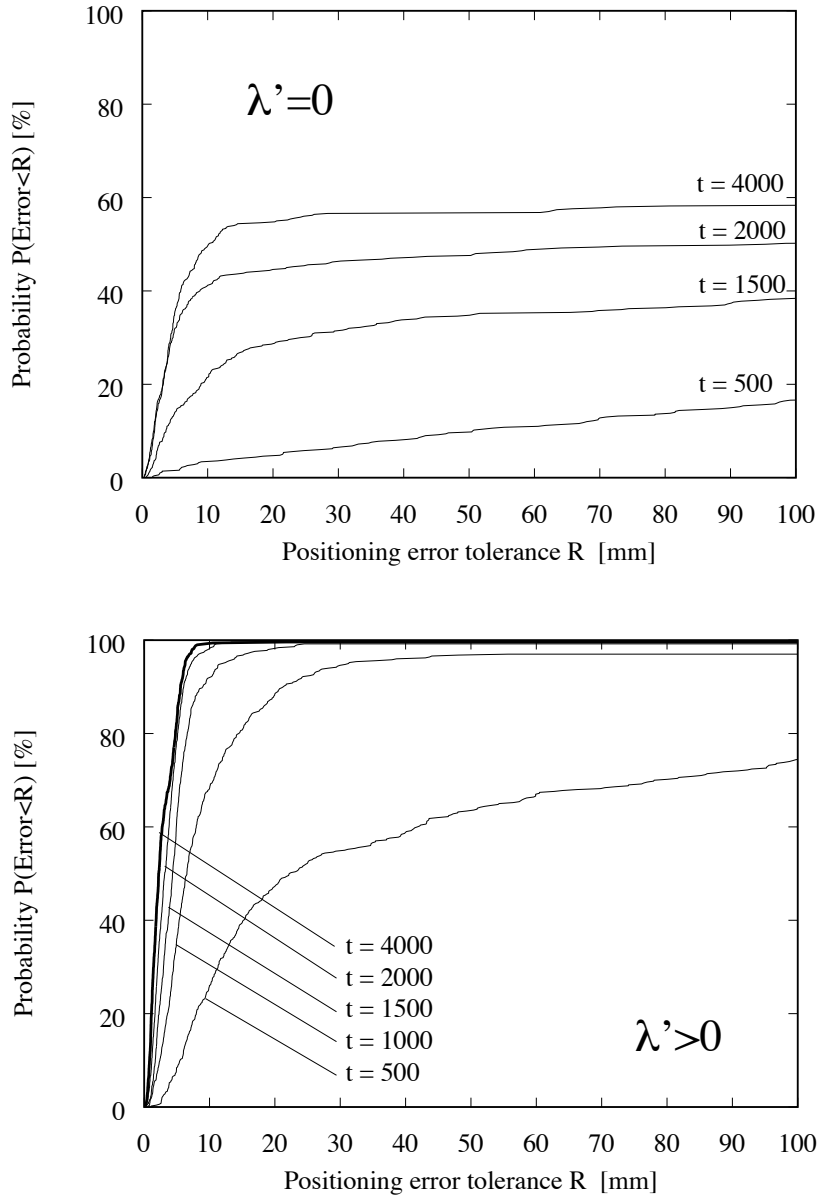 100
80
60
40
20
0
Probability P(Error<R) [%]
λ’=0
t = 4000
t = 2000
t = 1500
t = 500
0 10 20 30 40 50 60 70 80 90 100
Positioning error tolerance R [mm]
100
80
60
40
20
0
Probability P(Error<R) [%]
t = 4000
t = 2000
t = 1500
t = 1000
t = 500
λ’>0
0 10 20 30 40 50 60 70 80 90 100
Positioning error tolerance R [mm]